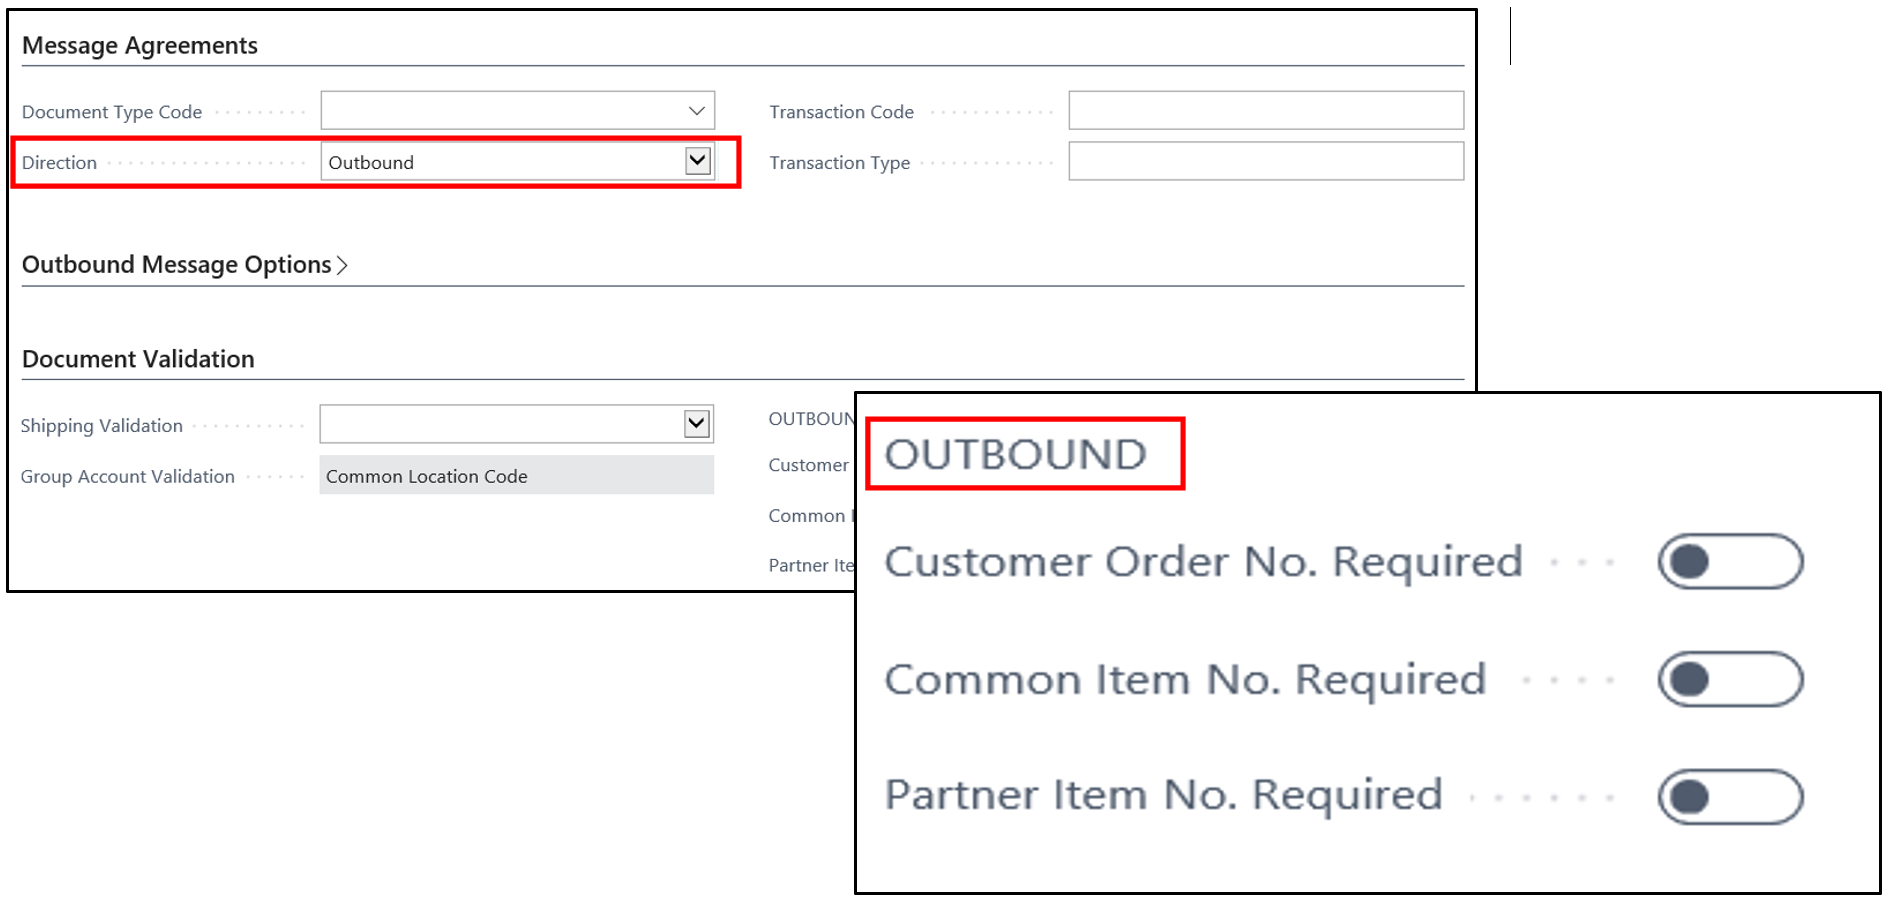 Message Agreements
Document Type Code
Transaction Code
Direction
Outbound
Transaction Type
Outbound Message Options
Document Validation
Shipping Validation
OUTBOUN
Group Account Validation
Common Location Code
Customer
Common
Partner Ite
OUTBOUND
Customer Order No. Required
Common Item No. Required
Partner Item No. Required